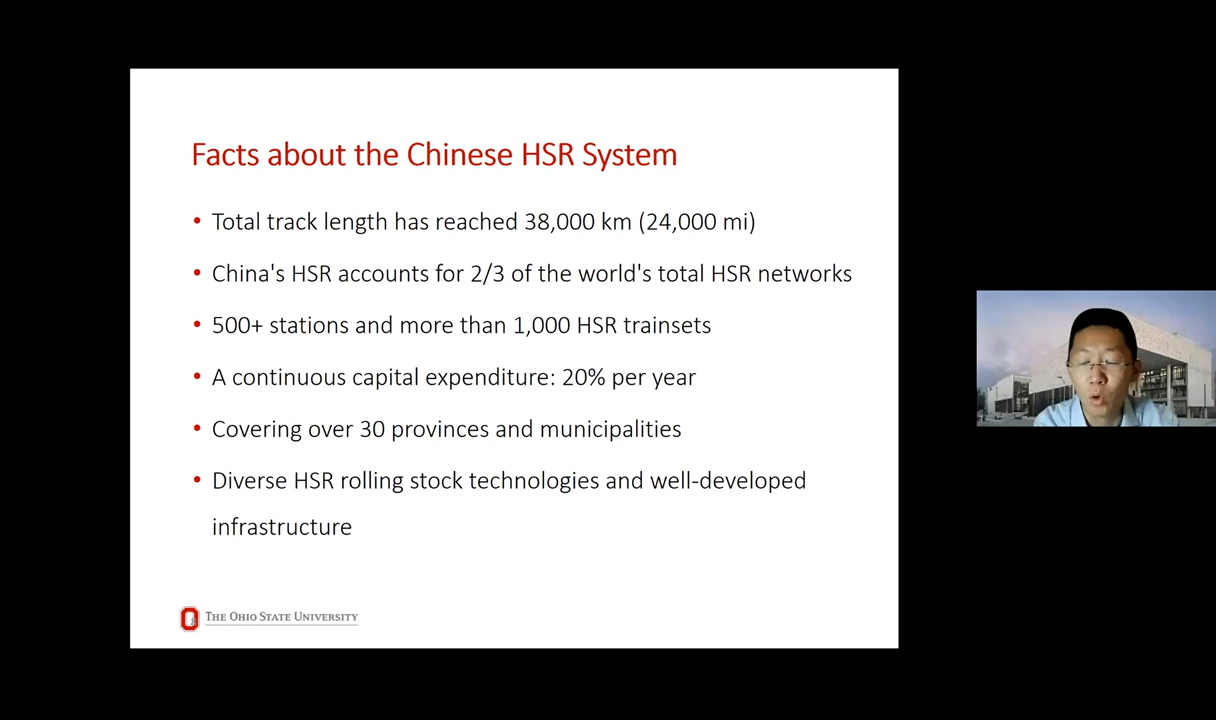 Facts about the Chinese HSR System
• Total track length has reached 38,000 km (24,000 mi)
• China's HSR accounts for 2/3 of the world's total HSR networks
• 500+ stations and more than 1,000 HSR trainsets
• A continuous capital expenditure: 20% per year
• Covering over 30 provinces and municipalities
• Diverse HSR rolling stock technologies and well-developed
infrastructure
THE OHIO STATE UNIVERSITY